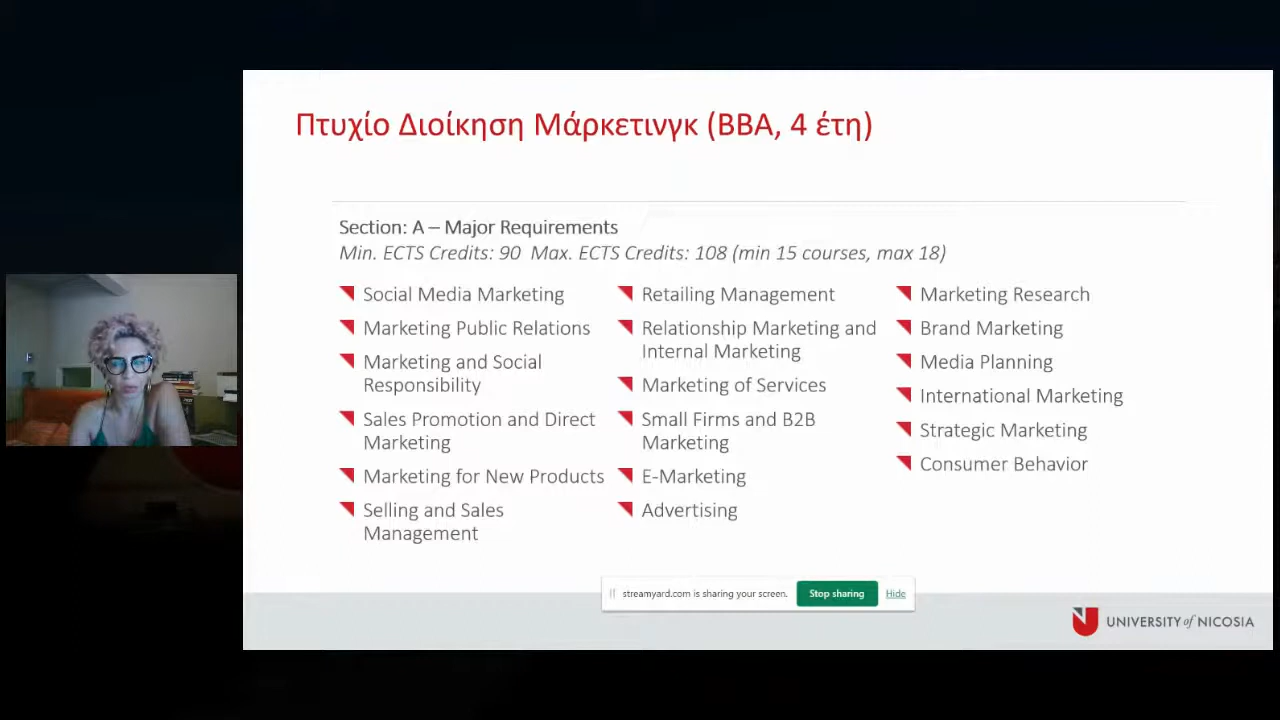 Πτυχίο Διοίκηση Μάρκετινγκ (BBA, 4 έτη)
Section: A – Major Requirements
Min. ECTS Credits: 90  Max. ECTS Credits: 108 (min 15 courses, max 18)
Social Media Marketing
Marketing Public Relations
Marketing and Social
Responsibility
Sales Promotion and Direct
Marketing
Marketing for New Products
Selling and Sales
Management
Retailing Management
Relationship Marketing and
Internal Marketing
Marketing of Services
Small Firms and B2B
Marketing
E-Marketing
Advertising
Marketing Research
Brand Marketing
Media Planning
International Marketing
Strategic Marketing
Consumer Behavior
streamyard.com is sharing your screen. Stop sharing Hide
UNIVERSITY of NICOSIA